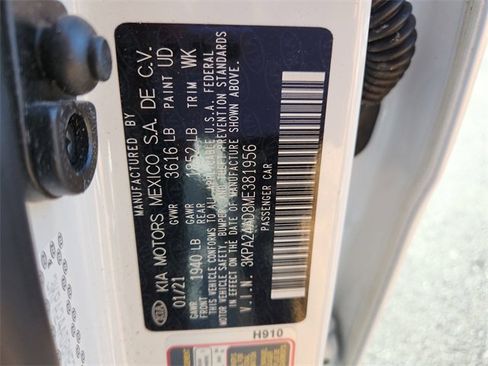 MANUFACTURED BY
KIA MOTORS MEXICO S.A. DE C.V.
01/21 GVWR 3616 LB PAINT UD
GAWR FRONT 1940 LB GAWR REAR 1852 LB TRIM WK
THIS VEHICLE CONFORMS TO ALL APPLICABLE U.S.A. FEDERAL
MOTOR VEHICLE SAFETY, BUMPER, AND THEFT PREVENTION STANDARDS
IN EFFECT ON THE DATE OF MANUFACTURE SHOWN ABOVE.
V.I.N. 3KPA24AD8ME381956
PASSENGER CAR
H910